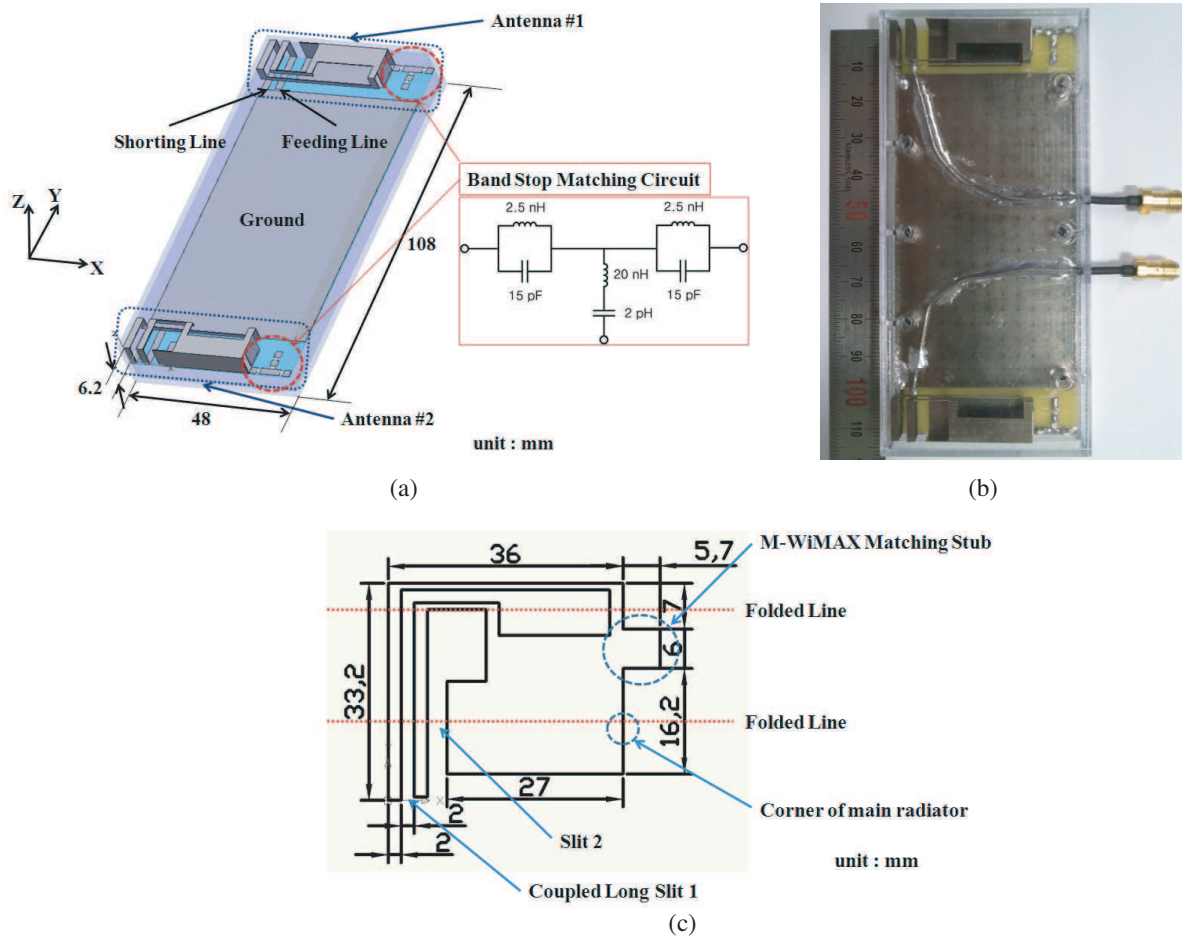 Antenna #1
Shorting Line
Feeding Line
Z
Y
X
Ground
Band Stop Matching Circuit
2.5 nH
2.5 nH
15 pF
20 nH
15 pF
2 pH
108
6.2
48
Antenna #2
unit : mm
(a)
10
20
30
40
50
60
70
80
90
100
110
(b)
36
5,7
M-WiMAX Matching Stub
7
Folded Line
6
33,2
Folded Line
16,2
27
X
Corner of main radiator
2
2
Slit 2
unit : mm
Coupled Long Slit 1
(c)